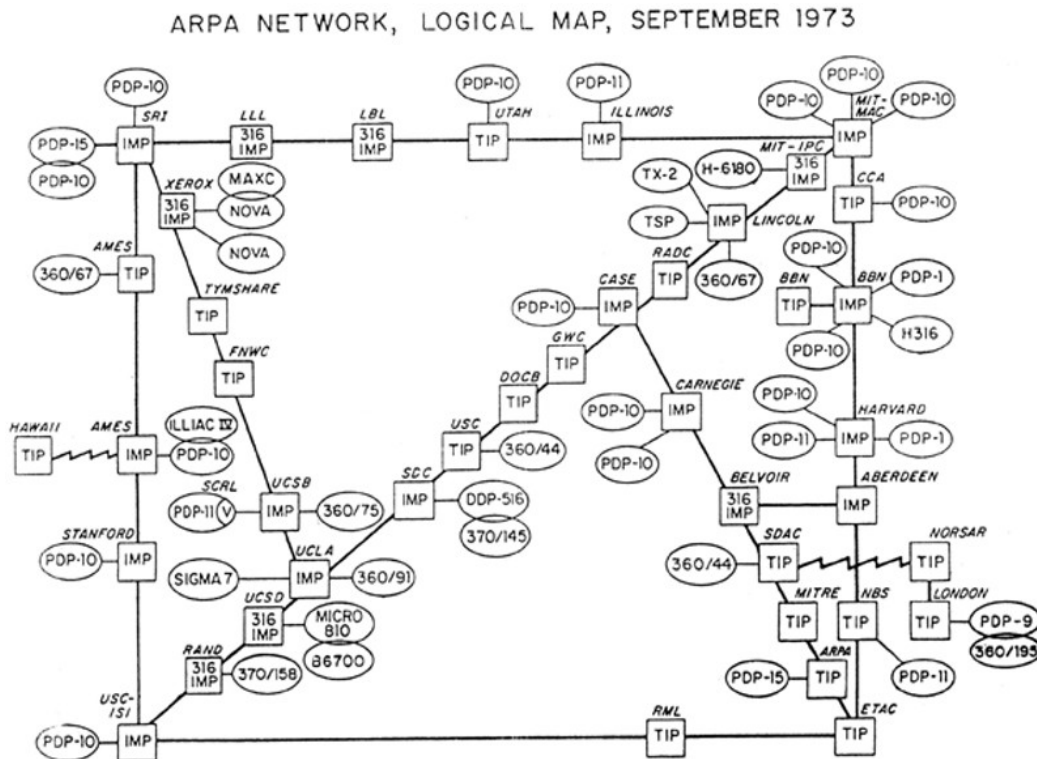 ARPA NETWORK, LOGICAL MAP, SEPTEMBER 1973
PDP-10
PDP-10
PDP-11
PDP-10
SRI
LLL
LBL
UTAH
ILLINOIS
PDP-10
MIT-
MAC
PDP-10
PDP-15
IMP
316
IMP
316
IMP
TIP
IMP
IMP
PDP-10
MIT-IPC
XEROX
MAXC
TX-2
H-6180
316
IMP
CCA
316
IMP
NOVA
TIP
PDP-10
TSP
IMP
LINCOLN
AMES
NOVA
RADC
PDP-10
360/67
TIP
CASE
TIP
360/67
BBN
BBN
PDP-1
TYMSHARE
PDP-10
IMP
TIP
IMP
TIP
GWC
H316
FNWC
TIP
PDP-10
TIP
DOCB
CARNEGIE
PDP-10
TIP
PDP-10
IMP
HAWAII
AMES
ILLIAC IV
USC
HARVARD
TIP
IMP
PDP-10
TIP
360/44
PDP-11
IMP
PDP-1
PDP-10
SCRL
UCSB
SDC
BELVOIR
ABERDEEN
PDP-11
V
IMP
360/75
IMP
DDP-516
316
IMP
IMP
STANFORD
370/145
SDAC
NORSAR
PDP-10
IMP
UCLA
360/44
TIP
TIP
SIGMA 7
IMP
360/91
UCSD
MITRE
NBS
LONDON
316
IMP
MICRO
810
TIP
TIP
TIP
PDP-9
RAND
B6700
ARPA
360/195
316
IMP
370/158
PDP-15
TIP
PDP-11
USC-
ISI
RML
ETAC
PDP-10
IMP
TIP
TIP